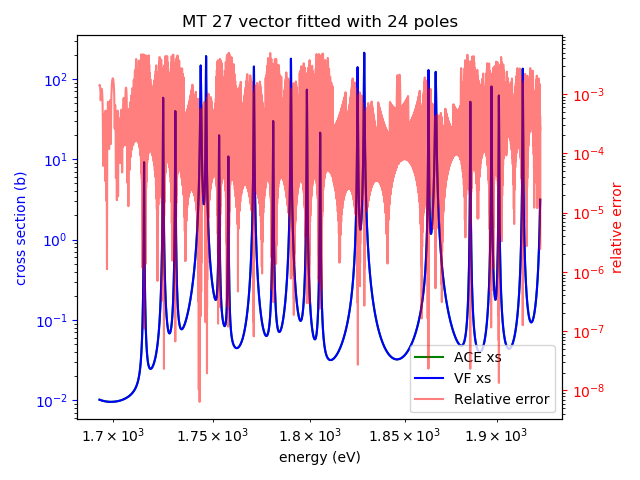 MT 27 vector fitted with 24 poles
cross section (b)
10²
10¹
10⁰
10⁻¹
10⁻²
10⁻³
10⁻⁴
10⁻⁵
10⁻⁶
10⁻⁷
10⁻⁸
relative error
ACE xs
VF xs
Relative error
1.7 × 10³ 1.75 × 10³ 1.8 × 10³ 1.85 × 10³ 1.9 × 10³
energy (eV)